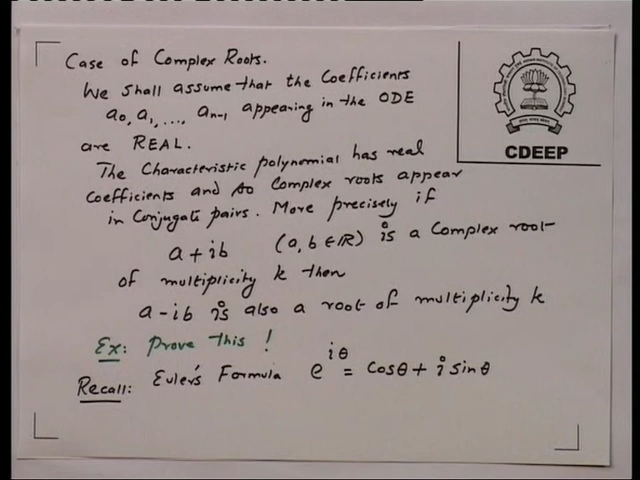 Case of Complex Roots.
We shall assume that the Coefficients
a₀, a₁, ..., aₙ₋₁ appearing in the ODE
are REAL.
The Characteristic polynomial has real
Coefficients and so Complex roots appear
in Conjugate pairs. More precisely if
a + ib (a, b ∈ ℝ) is a Complex root
of multiplicity k then
a - ib is also a root of multiplicity k
Ex: Prove this !
Recall: Euler's Formula e^{iθ} = Cosθ + i sinθ
CDEEP